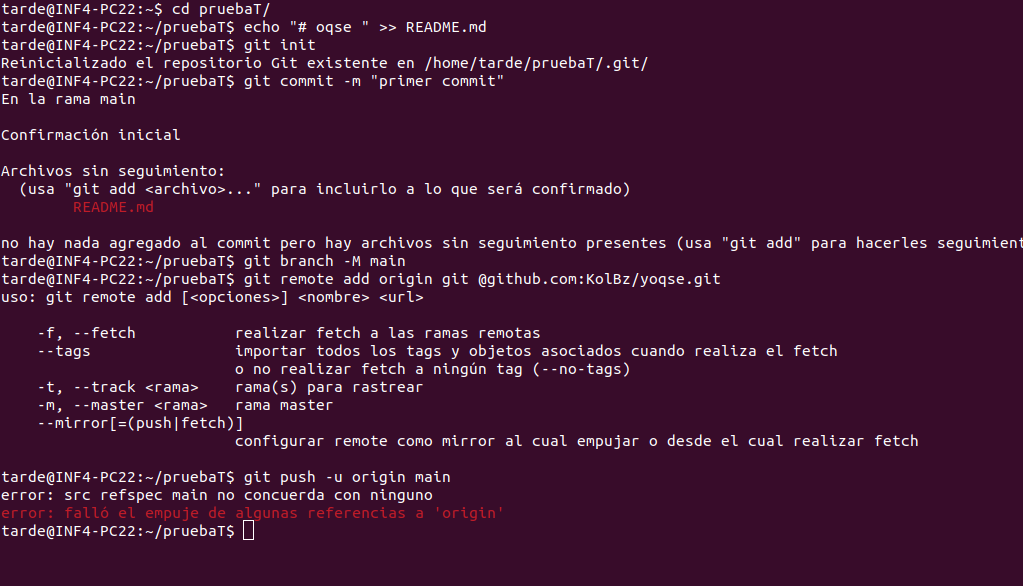 tarde@INF4-PC22:~$ cd pruebaT/
tarde@INF4-PC22:~/pruebaT$ echo "# oqse " >> README.md
tarde@INF4-PC22:~/pruebaT$ git init
Reinicializado el repositorio Git existente en /home/tarde/pruebaT/.git/
tarde@INF4-PC22:~/pruebaT$ git commit -m "primer commit"
En la rama main

Confirmación inicial

Archivos sin seguimiento:
  (usa "git add <archivo>..." para incluirlo a lo que será confirmado)
        README.md

no hay nada agregado al commit pero hay archivos sin seguimiento presentes (usa "git add" para hacerles seguimient
tarde@INF4-PC22:~/pruebaT$ git branch -M main
tarde@INF4-PC22:~/pruebaT$ git remote add origin git @github.com:KolBz/yoqse.git
uso: git remote add [<opciones>] <nombre> <url>

    -f, --fetch           realizar fetch a las ramas remotas
    --tags                importar todos los tags y objetos asociados cuando realiza el fetch
                          o no realizar fetch a ningún tag (--no-tags)
    -t, --track <rama>    rama(s) para rastrear
    -m, --master <rama>   rama master
    --mirror[=(push|fetch)]
                          configurar remote como mirror al cual empujar o desde el cual realizar fetch

tarde@INF4-PC22:~/pruebaT$ git push -u origin main
error: src refspec main no concuerda con ninguno
error: falló el empuje de algunas referencias a 'origin'
tarde@INF4-PC22:~/pruebaT$